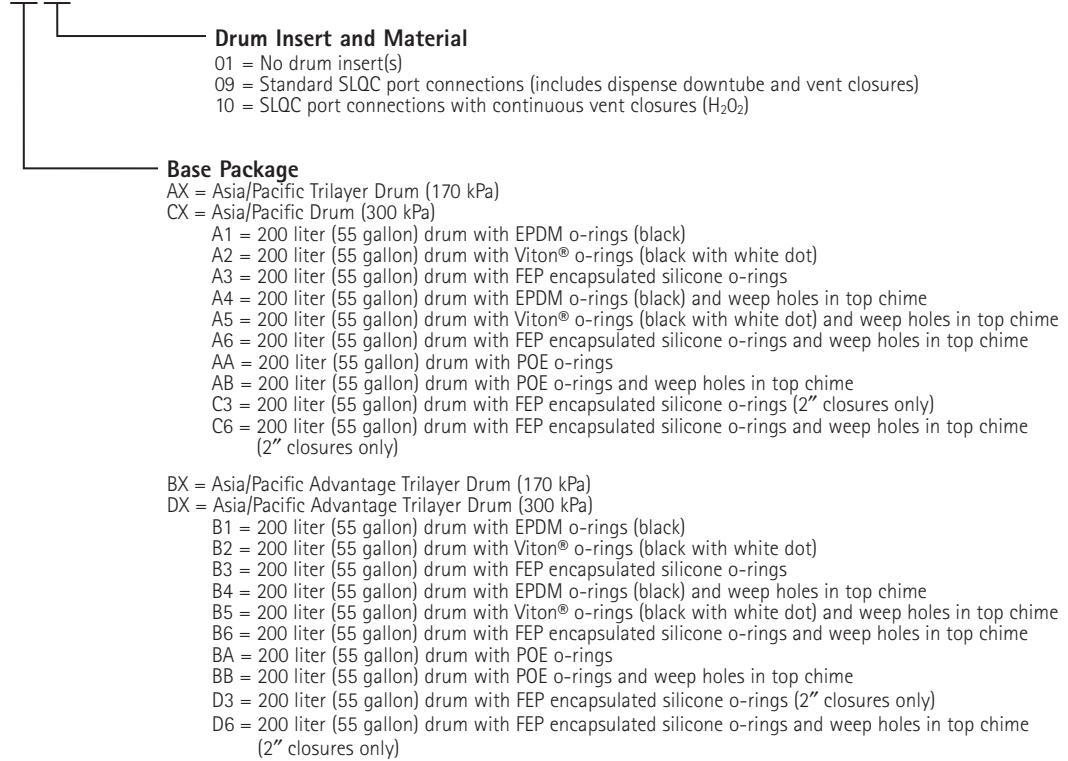 Drum Insert and Material
01 = No drum insert(s)
09 = Standard SLQC port connections (includes dispense downtube and vent closures)
10 = SLQC port connections with continuous vent closures (H₂O₂)
Base Package
AX = Asia/Pacific Trilayer Drum (170 kPa)
CX = Asia/Pacific Drum (300 kPa)
A1 = 200 liter (55 gallon) drum with EPDM o-rings (black)
A2 = 200 liter (55 gallon) drum with Viton® o-rings (black with white dot)
A3 = 200 liter (55 gallon) drum with FEP encapsulated silicone o-rings
A4 = 200 liter (55 gallon) drum with EPDM o-rings (black) and weep holes in top chime
A5 = 200 liter (55 gallon) drum with Viton® o-rings (black with white dot) and weep holes in top chime
A6 = 200 liter (55 gallon) drum with FEP encapsulated silicone o-rings and weep holes in top chime
AA = 200 liter (55 gallon) drum with POE o-rings
AB = 200 liter (55 gallon) drum with POE o-rings and weep holes in top chime
C3 = 200 liter (55 gallon) drum with FEP encapsulated silicone o-rings (2″ closures only)
C6 = 200 liter (55 gallon) drum with FEP encapsulated silicone o-rings and weep holes in top chime
(2″ closures only)
BX = Asia/Pacific Advantage Trilayer Drum (170 kPa)
DX = Asia/Pacific Advantage Trilayer Drum (300 kPa)
B1 = 200 liter (55 gallon) drum with EPDM o-rings (black)
B2 = 200 liter (55 gallon) drum with Viton® o-rings (black with white dot)
B3 = 200 liter (55 gallon) drum with FEP encapsulated silicone o-rings
B4 = 200 liter (55 gallon) drum with EPDM o-rings (black) and weep holes in top chime
B5 = 200 liter (55 gallon) drum with Viton® o-rings (black with white dot) and weep holes in top chime
B6 = 200 liter (55 gallon) drum with FEP encapsulated silicone o-rings and weep holes in top chime
BA = 200 liter (55 gallon) drum with POE o-rings
BB = 200 liter (55 gallon) drum with POE o-rings and weep holes in top chime
D3 = 200 liter (55 gallon) drum with FEP encapsulated silicone o-rings (2″ closures only)
D6 = 200 liter (55 gallon) drum with FEP encapsulated silicone o-rings and weep holes in top chime
(2″ closures only)